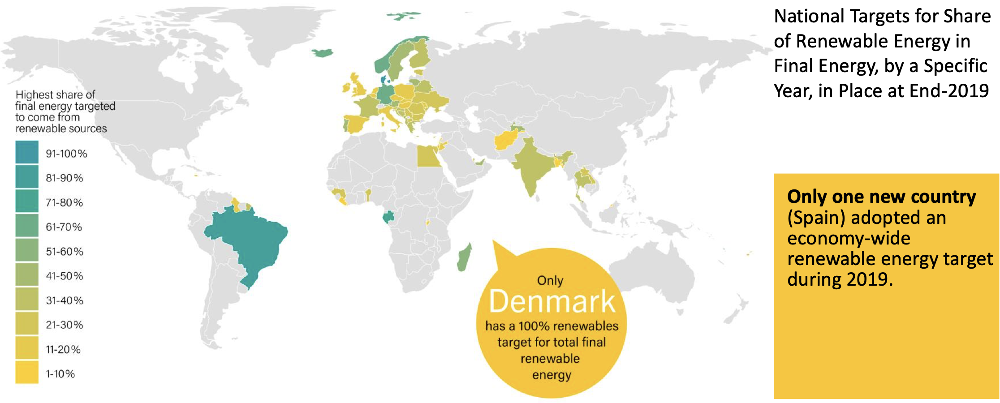 National Targets for Share
of Renewable Energy in
Final Energy, by a Specific
Year, in Place at End-2019
Highest share of
final energy targeted
to come from
renewable sources
91-100%
81-90%
71-80%
61-70%
51-60%
41-50%
31-40%
21-30%
11-20%
1-10%
Only
Denmark
has a 100% renewables
target for total final
renewable
energy
Only one new country
(Spain) adopted an
economy-wide
renewable energy target
during 2019.